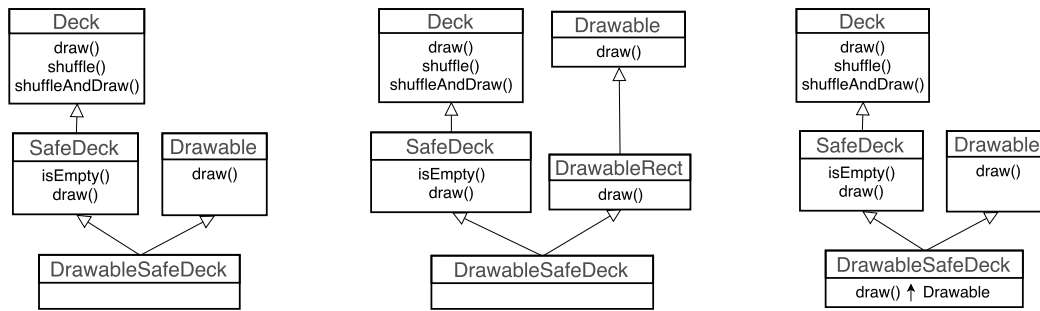 Deck
draw()
shuffle()
shuffleAndDraw()
SafeDeck
isEmpty()
draw()
Drawable
draw()
DrawableSafeDeck
Deck
draw()
shuffle()
shuffleAndDraw()
Drawable
draw()
SafeDeck
isEmpty()
draw()
DrawableRect
draw()
DrawableSafeDeck
Deck
draw()
shuffle()
shuffleAndDraw()
SafeDeck
isEmpty()
draw()
Drawable
draw()
DrawableSafeDeck
draw() ↑ Drawable